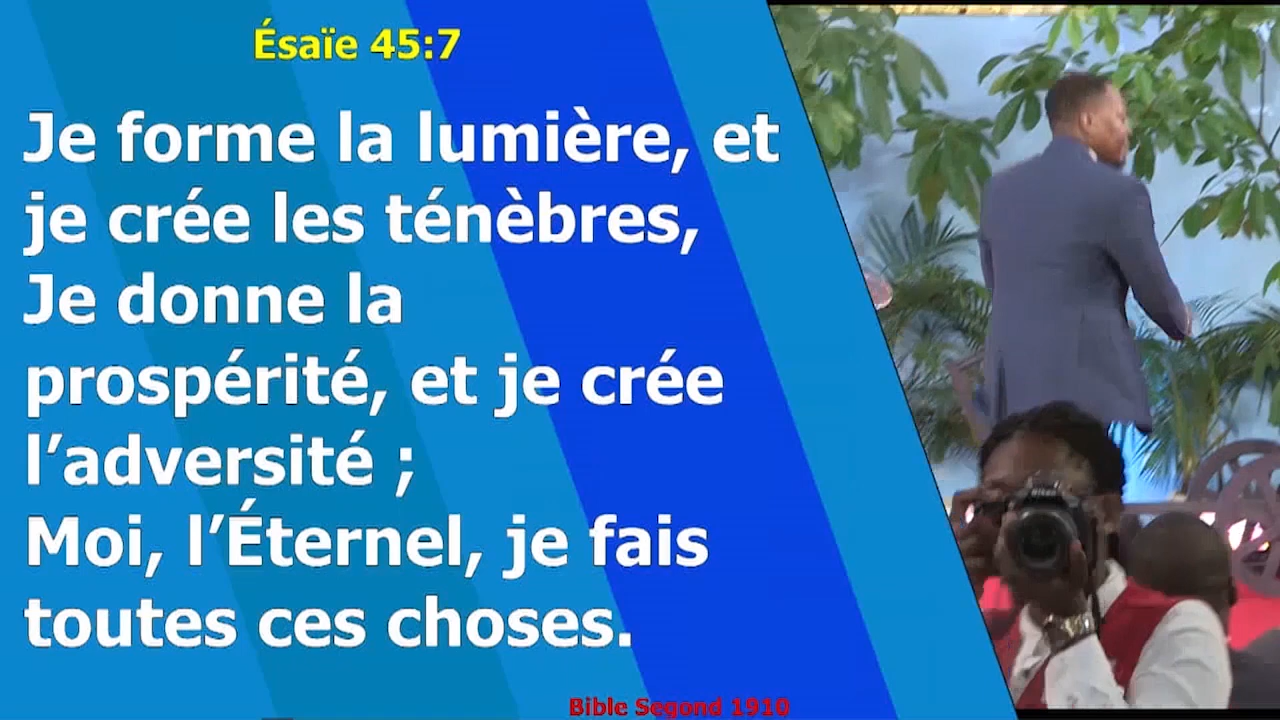 Ésaïe 45:7
Je forme la lumière, et
je crée les ténèbres,
Je donne la
prospérité, et je crée
l’adversité ;
Moi, l’Éternel, je fais
toutes ces choses.
Bible Segond 1910
Nikon